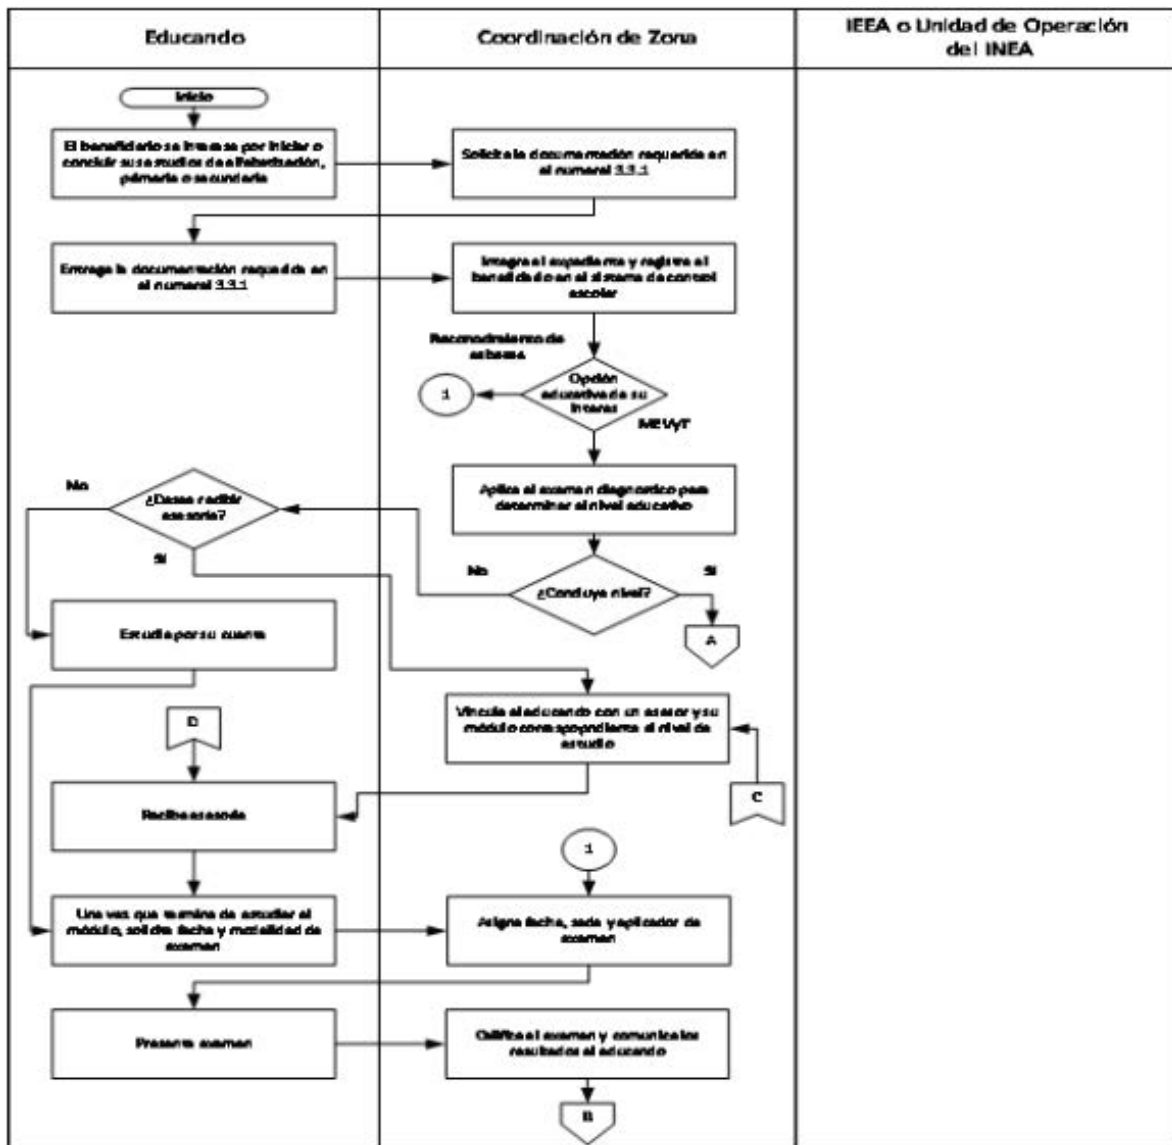 Educando
Coordinación de Zona
IEEA o Unidad de Operación
del INEA
Inicio
El beneficiario se interesa por iniciar o
concluir sus estudios de alfabetización,
primaria o secundaria
Solicita la documentación requerida en
el numeral 3.3.1
Entrega la documentación requerida en
el numeral 3.3.1
Integra el expediente y registra el
beneficiado en el sistema de control
escolar
Reconocimiento de
saberes
1
Opción
educativa de su
interes
MEVyT
Aplica el examen diagnostico para
determinar el nivel educativo
No
¿Desea recibir
asesoría?
Si
No
¿Concluye nivel?
Si
A
Estudia por su cuenta
D
Vincula al educando con un asesor y su
módulo correspondiente al nivel de
estudio
C
Recibe asesoría
1
Una vez que termina de estudiar el
módulo, solicita fecha y modalidad de
examen
Asigna fecha, sede y aplicador de
examen
Presenta examen
Califica el examen y comunica los
resultados al educando
B